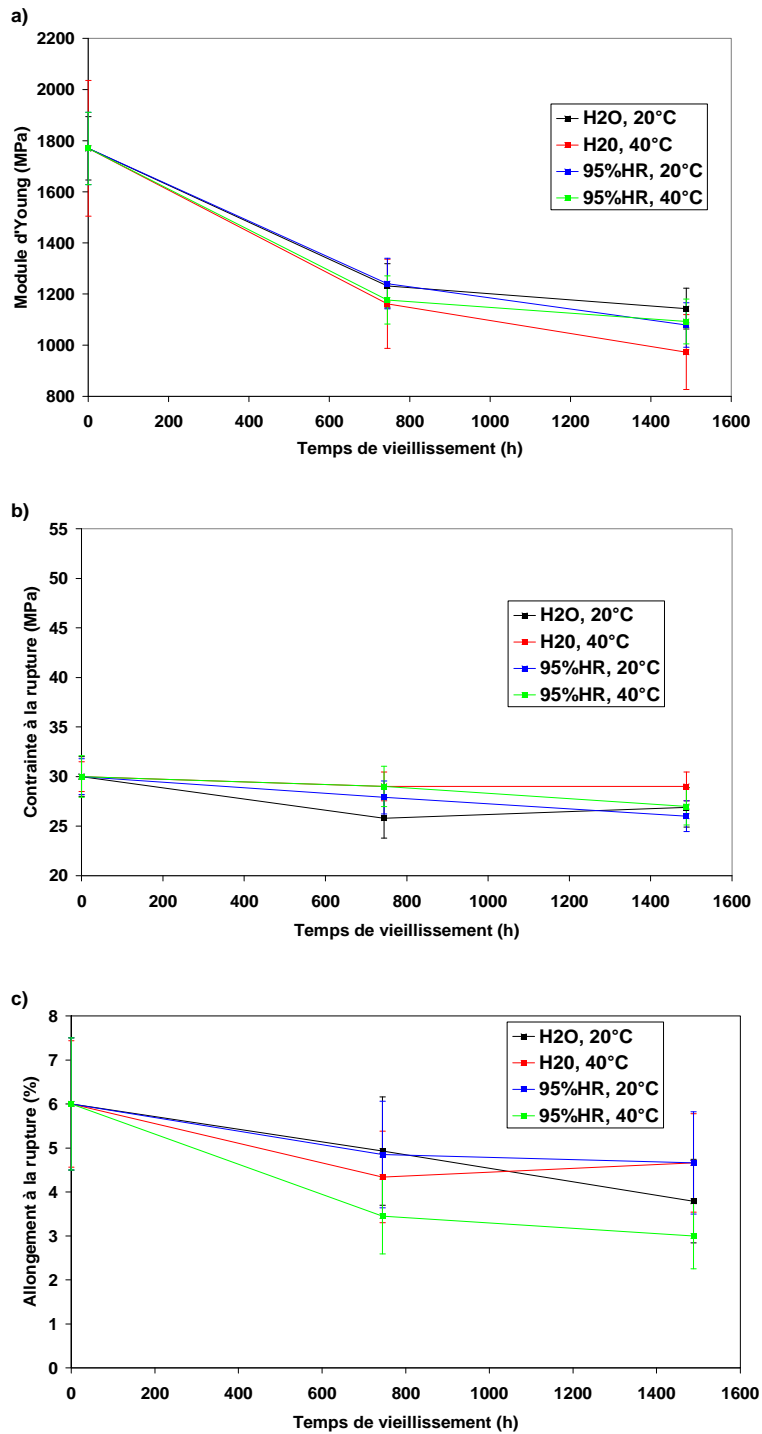 a)
2200
2000
1800
1600
1400
1200
1000
800
Module d'Young (MPa)
H2O, 20°C
H20, 40°C
95%HR, 20°C
95%HR, 40°C
0 200 400 600 800 1000 1200 1400 1600
Temps de vieillissement (h)
b)
55
50
45
40
35
30
25
20
Contrainte à la rupture (MPa)
H2O, 20°C
H20, 40°C
95%HR, 20°C
95%HR, 40°C
0 200 400 600 800 1000 1200 1400 1600
Temps de vieillissement (h)
c)
8
7
6
5
4
3
2
1
0
Allongement à la rupture (%)
H2O, 20°C
H20, 40°C
95%HR, 20°C
95%HR, 40°C
0 200 400 600 800 1000 1200 1400 1600
Temps de vieillissement (h)